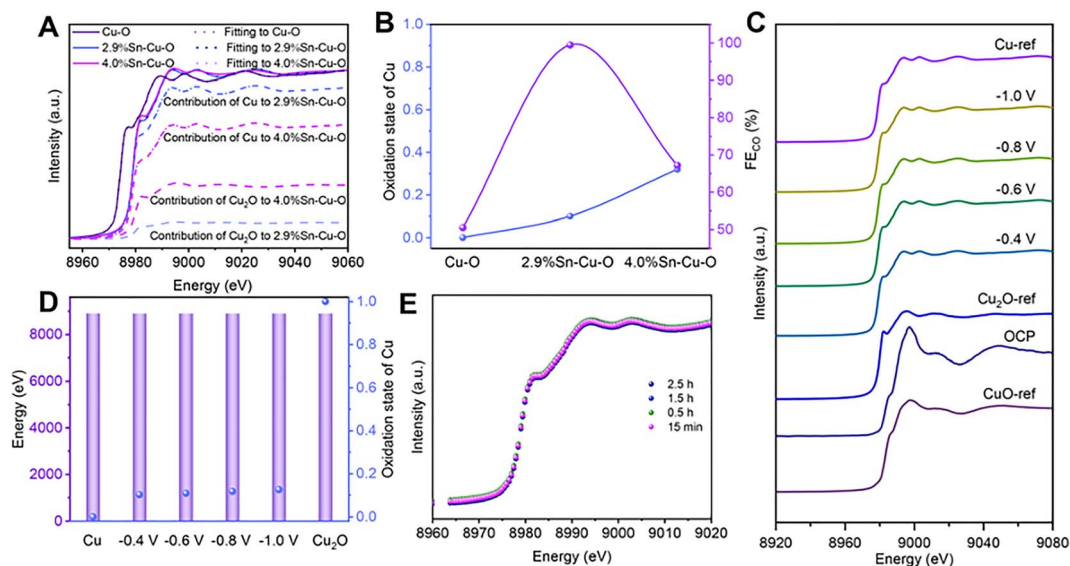 A
Cu-O
2.9%Sn-Cu-O
4.0%Sn-Cu-O
Fitting to Cu-O
Fitting to 2.9%Sn-Cu-O
Fitting to 4.0%Sn-Cu-O
Contribution of Cu to 2.9%Sn-Cu-O
Contribution of Cu to 4.0%Sn-Cu-O
Contribution of Cu₂O to 4.0%Sn-Cu-O
Contribution of Cu₂O to 2.9%Sn-Cu-O
Intensity (a.u.)
8960 8980 9000 9020 9040 9060
Energy (eV)
B
Oxidation state of Cu
1.0
0.8
0.6
0.4
0.2
0.0
FE_CO (%)
100
90
80
70
60
50
Cu-O 2.9%Sn-Cu-O 4.0%Sn-Cu-O
C
Cu-ref
-1.0 V
-0.8 V
-0.6 V
-0.4 V
Cu₂O-ref
OCP
CuO-ref
Intensity (a.u.)
8920 8960 9000 9040 9080
Energy (eV)
D
Energy (eV)
8000
6000
4000
2000
0
Oxidation state of Cu
1.0
0.8
0.6
0.4
0.2
0.0
Cu -0.4 V -0.6 V -0.8 V -1.0 V Cu₂O
E
Intensity (a.u.)
2.5 h
1.5 h
0.5 h
15 min
8960 8970 8980 8990 9000 9010 9020
Energy (eV)